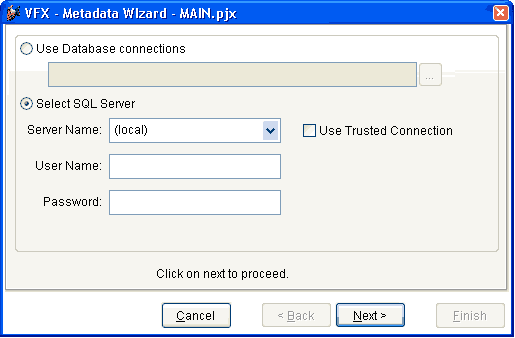 VFX - Metadata WIzard - MAIN.pjx
Use Database connections
...
Select SQL Server
Server Name: (local)
Use Trusted Connection
User Name:
Password:
Click on next to proceed.
Cancel < Back Next > Finish